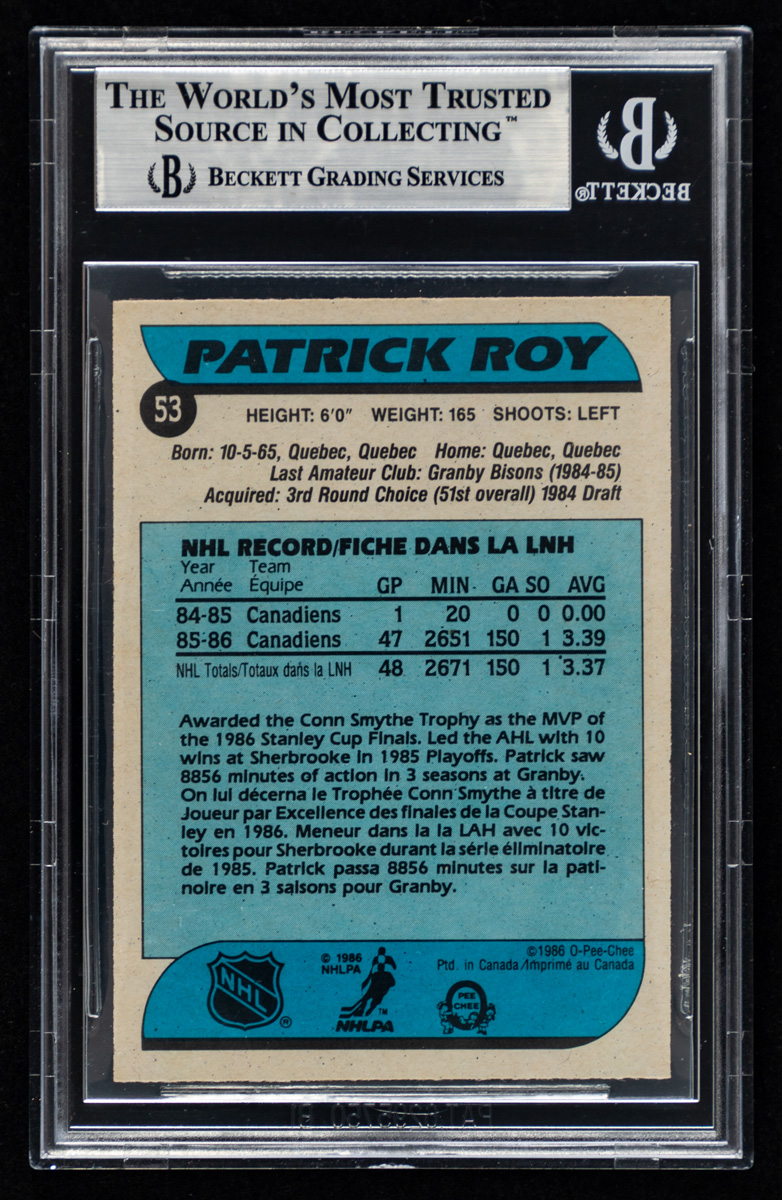 THE WORLD'S MOST TRUSTED
SOURCE IN COLLECTING™
B BECKETT GRADING SERVICES
B
BECKETT®
PATRICK ROY
53
HEIGHT: 6'0" WEIGHT: 165 SHOOTS: LEFT
Born: 10-5-65, Quebec, Quebec Home: Quebec, Quebec
Last Amateur Club: Granby Bisons (1984-85)
Acquired: 3rd Round Choice (51st overall) 1984 Draft
NHL RECORD/FICHE DANS LA LNH
Year Team
Année Équipe GP MIN GA SO AVG
84-85 Canadiens 1 20 0 0 0.00
85-86 Canadiens 47 2651 150 1 3.39
NHL Totals/Totaux dans la LNH 48 2671 150 1 3.37
Awarded the Conn Smythe Trophy as the MVP of
the 1986 Stanley Cup Finals. Led the AHL with 10
wins at Sherbrooke in 1985 Playoffs. Patrick saw
8856 minutes of action in 3 seasons at Granby.
On lui décerna le Trophée Conn Smythe à titre de
Joueur par Excellence des finales de la Coupe Stan-
ley en 1986. Meneur dans la la LAH avec 10 vic-
toires pour Sherbrooke durant la série éliminatoire
de 1985. Patrick passa 8856 minutes sur la pati-
noire en 3 saisons pour Granby.
NHL®
© 1986
NHLPA
™
NHLPA
©1986 O-Pee-Chee
Ptd. in Canada/Imprimé au Canada
PEE
CHEE